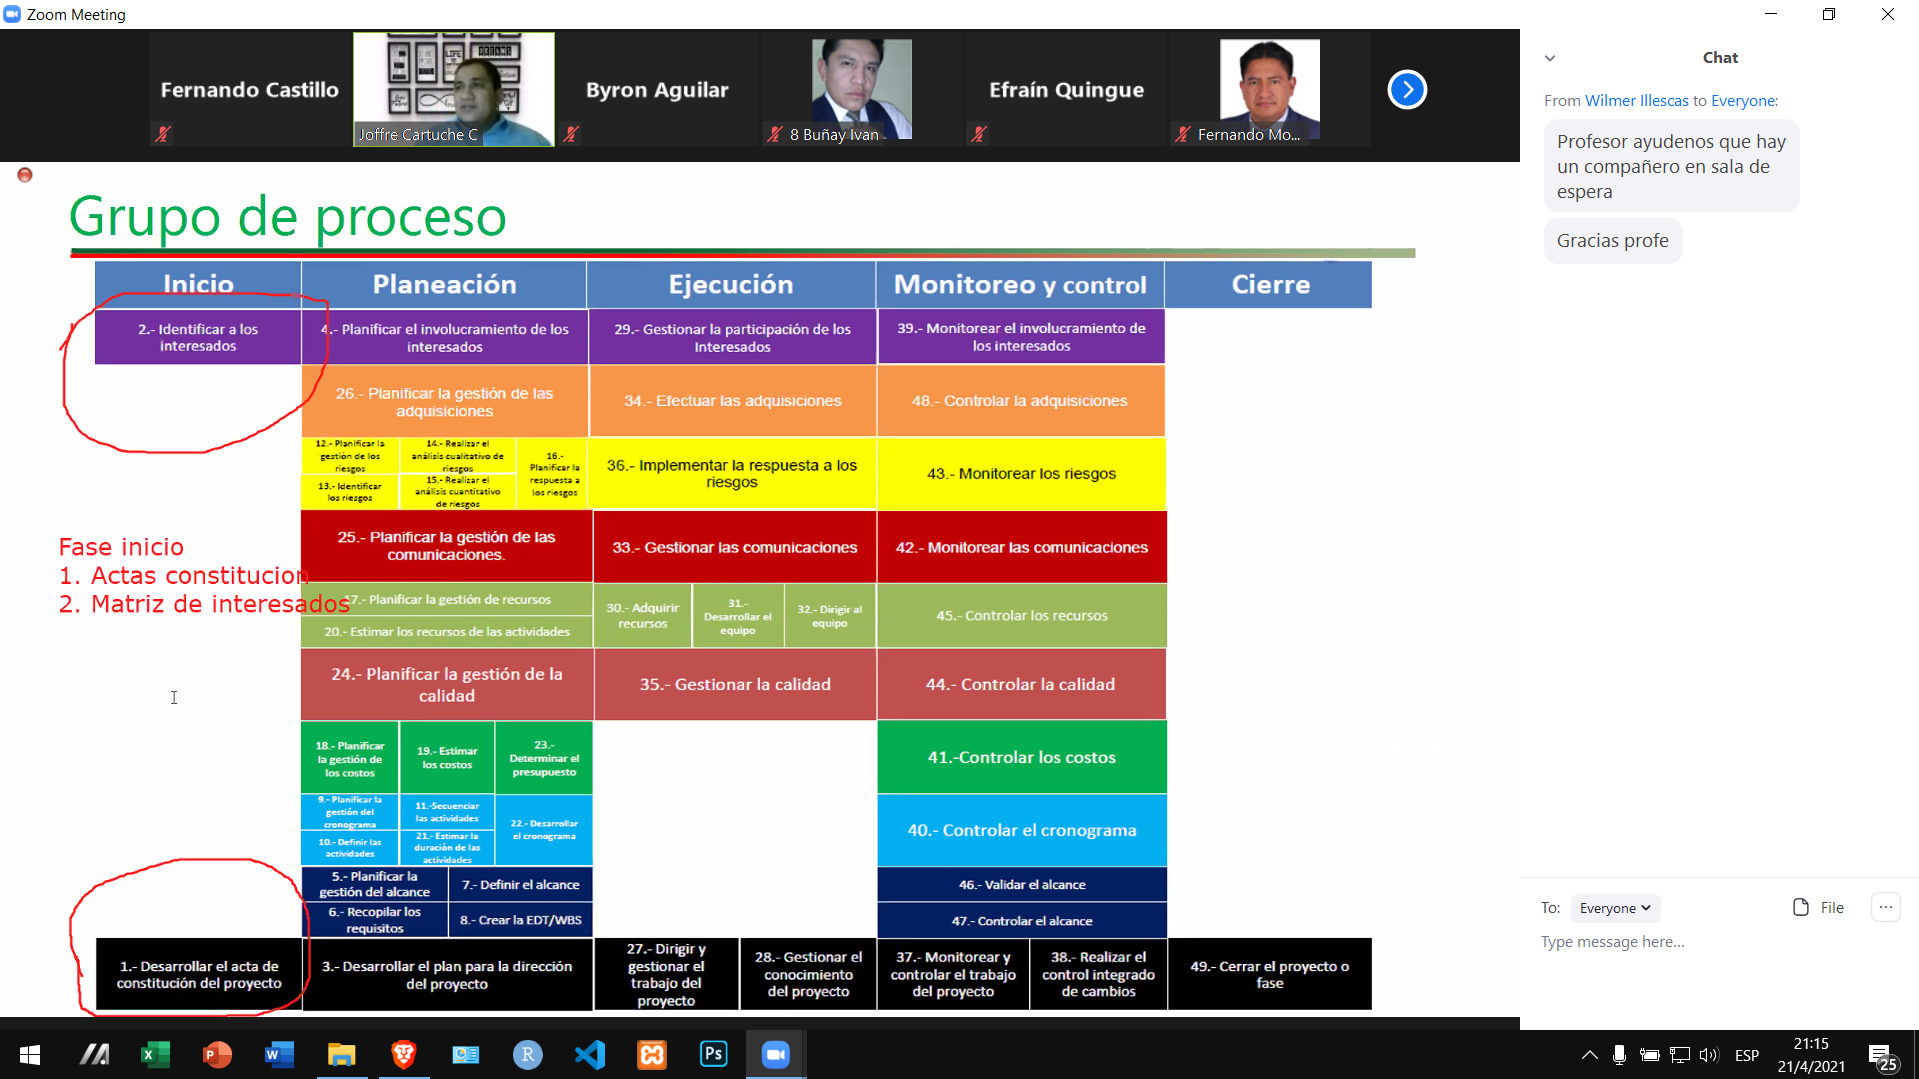 Zoom Meeting
Fernando Castillo
Joffre Cartuche C
Byron Aguilar
8 Buñay Ivan
Efraín Quingue
Fernando Mo...
Grupo de proceso
Inicio
Planeación
Ejecución
Monitoreo y control
Cierre
2.- Identificar a los
interesados
4.- Planificar el involucramiento de los
interesados
29.- Gestionar la participación de los
Interesados
39.- Monitorear el involucramiento de
los interesados
26.- Planificar la gestión de las
adquisiciones
34.- Efectuar las adquisiciones
48.- Controlar la adquisiciones
12.- Planificar la
gestión de los
riesgos
13.- Identificar
los riesgos
14.- Realizar el
análisis cualitativo de
riesgos
15.- Realizar el
análisis cuantitativo
de riesgos
16.-
Planificar la
respuesta a
los riesgos
36.- Implementar la respuesta a los
riesgos
43.- Monitorear los riesgos
25.- Planificar la gestión de las
comunicaciones.
33.- Gestionar las comunicaciones
42.- Monitorear las comunicaciones
Fase inicio
1. Actas constitucion
2. Matriz de interesados
17.- Planificar la gestión de recursos
20.- Estimar los recursos de las actividades
30.- Adquirir
recursos
31.-
Desarrollar el
equipo
32.- Dirigir al
equipo
45.- Controlar los recursos
24.- Planificar la gestión de la
calidad
35.- Gestionar la calidad
44.- Controlar la calidad
18.- Planificar
la gestión de
los costos
19.- Estimar
los costos
23.-
Determinar el
presupuesto
41.-Controlar los costos
9.- Planificar la
gestión del
cronograma
10.- Definir las
actividades
11.-Secuenciar
las actividades
21.- Estimar la
duración de las
actividades
22.- Desarrollar
el cronograma
40.- Controlar el cronograma
5.- Planificar la
gestión del alcance
7.- Definir el alcance
6.- Recopilar los
requisitos
8.- Crear la EDT/WBS
46.- Validar el alcance
47.- Controlar el alcance
1.- Desarrollar el acta de
constitución del proyecto
3.- Desarrollar el plan para la dirección
del proyecto
27.- Dirigir y
gestionar el
trabajo del
proyecto
28.- Gestionar el
conocimiento
del proyecto
37.- Monitorear y
controlar el trabajo
del proyecto
38.- Realizar el
control integrado
de cambios
49.- Cerrar el proyecto o
fase
Chat
From Wilmer Illescas to Everyone:
Profesor ayudenos que hay
un compañero en sala de
espera
Gracias profe
To: Everyone
File
...
Type message here...
ESP
21:15
21/4/2021
25
X
P
W
R
Ps